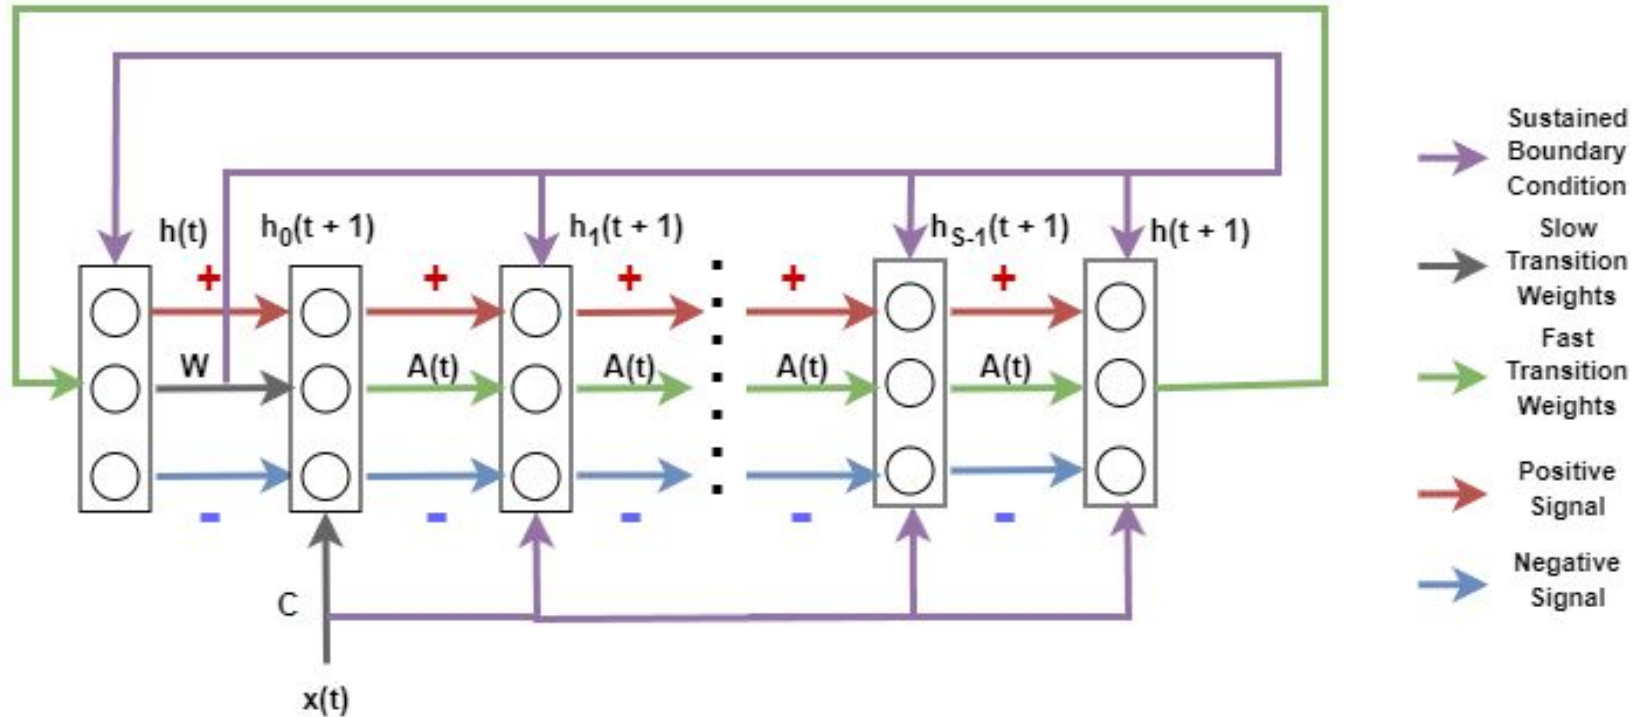 h(t)
h0(t + 1)
h1(t + 1)
hS-1(t + 1)
h(t + 1)
+
+
+
+
+
W
A(t)
A(t)
A(t)
A(t)
-
-
-
-
-
C
x(t)
Sustained
Boundary
Condition
Slow
Transition
Weights
Fast
Transition
Weights
Positive
Signal
Negative
Signal